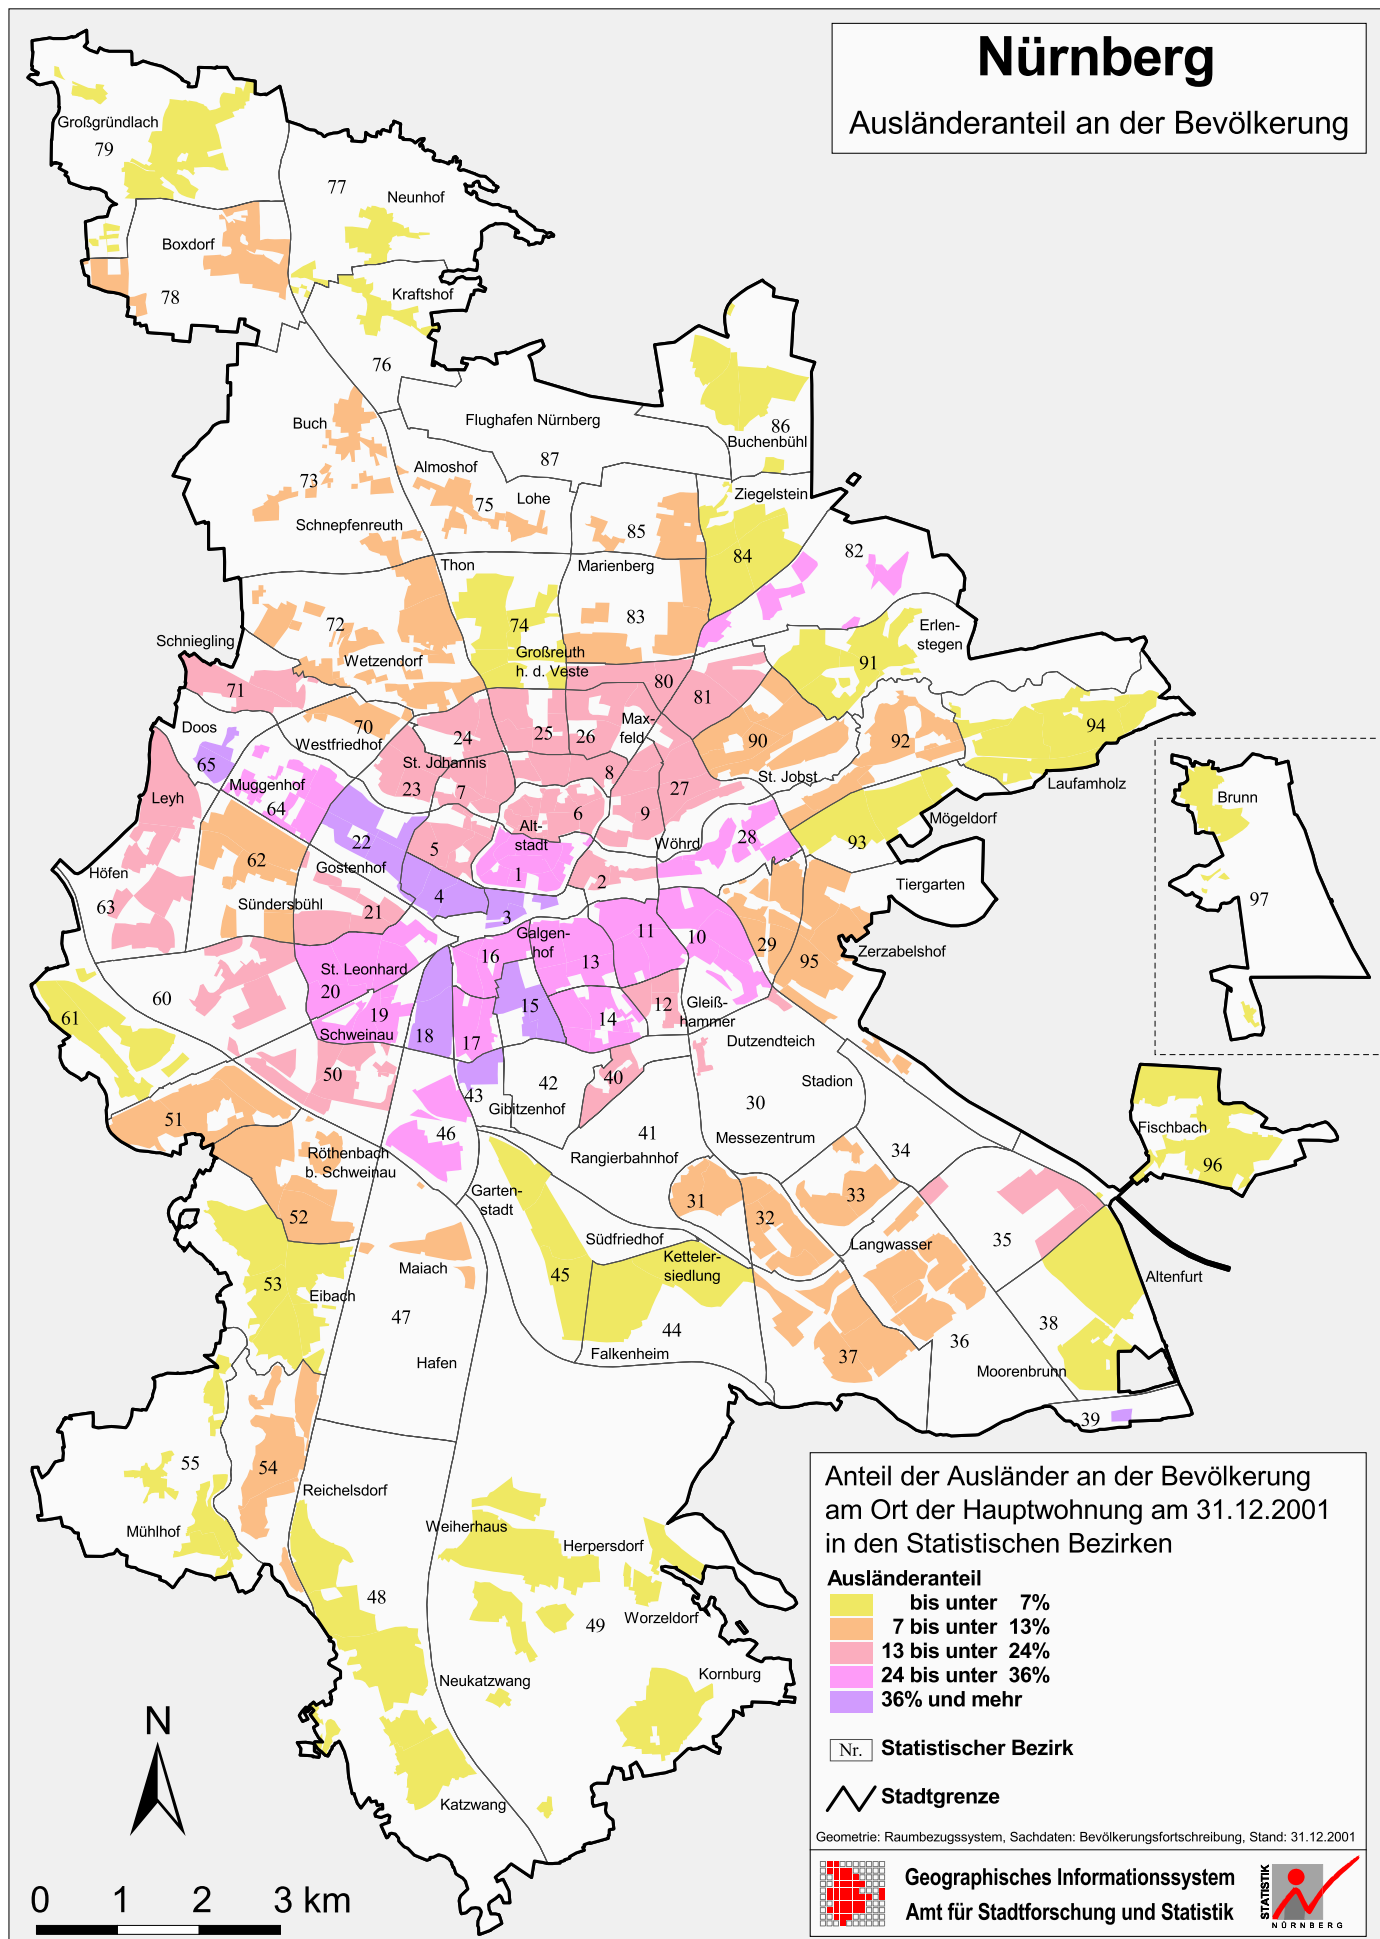 Nürnberg
Ausländeranteil an der Bevölkerung
Großgründlach
79
77
Neunhof
Boxdorf
78
Kraftshof
76
Buch
Flughafen Nürnberg
87
86
Buchenbühl
73
Almoshof
75
Lohe
Ziegelstein
Schnepfenreuth
85
84
82
Thon
Marienberg
72
74
83
Erlen-
stegen
Schniegling
Wetzendorf
Großreuth
h. d. Veste
91
71
80
81
94
Doos
70
Westfriedhof
24
25
26
Max-
feld
90
92
65
St. Johannis
8
St. Jobst
Laufamholz
Muggenhof
Leyh
64
23
7
27
Brunn
6
9
Mögeldorf
22
Alt-
stadt
Wöhrd
28
93
5
62
Gostenhof
Höfen
1
2
Tiergarten
63
Sündersbühl
4
97
21
3
Galgen-
hof
11
10
29
Zerzabelshof
St. Leonhard
16
13
95
60
20
61
19
15
12
Gleiß-
hammer
Schweinau
18
17
14
Dutzendteich
50
43
42
40
Stadion
Gibitzenhof
30
51
46
41
Messezentrum
Fischbach
Röthenbach
b. Schweinau
Rangierbahnhof
34
96
Garten-
stadt
31
33
52
32
Südfriedhof
Langwasser
35
Maiach
Ketteler-
siedlung
53
45
Altenfurt
Eibach
47
44
38
Hafen
Falkenheim
37
36
Moorenbrunn
39
55
54
Reichelsdorf
Mühlhof
Weiherhaus
Herpersdorf
48
49
Worzeldorf
Neukatzwang
Kornburg
Katzwang
Anteil der Ausländer an der Bevölkerung
am Ort der Hauptwohnung am 31.12.2001
in den Statistischen Bezirken
Ausländeranteil
bis unter 7%
7 bis unter 13%
13 bis unter 24%
24 bis unter 36%
36% und mehr
Nr. Statistischer Bezirk
Stadtgrenze
Geometrie: Raumbezugssystem, Sachdaten: Bevölkerungsfortschreibung, Stand: 31.12.2001
Geographisches Informationssystem
Amt für Stadtforschung und Statistik
STATISTIK
NÜRNBERG
N
0 1 2 3 km